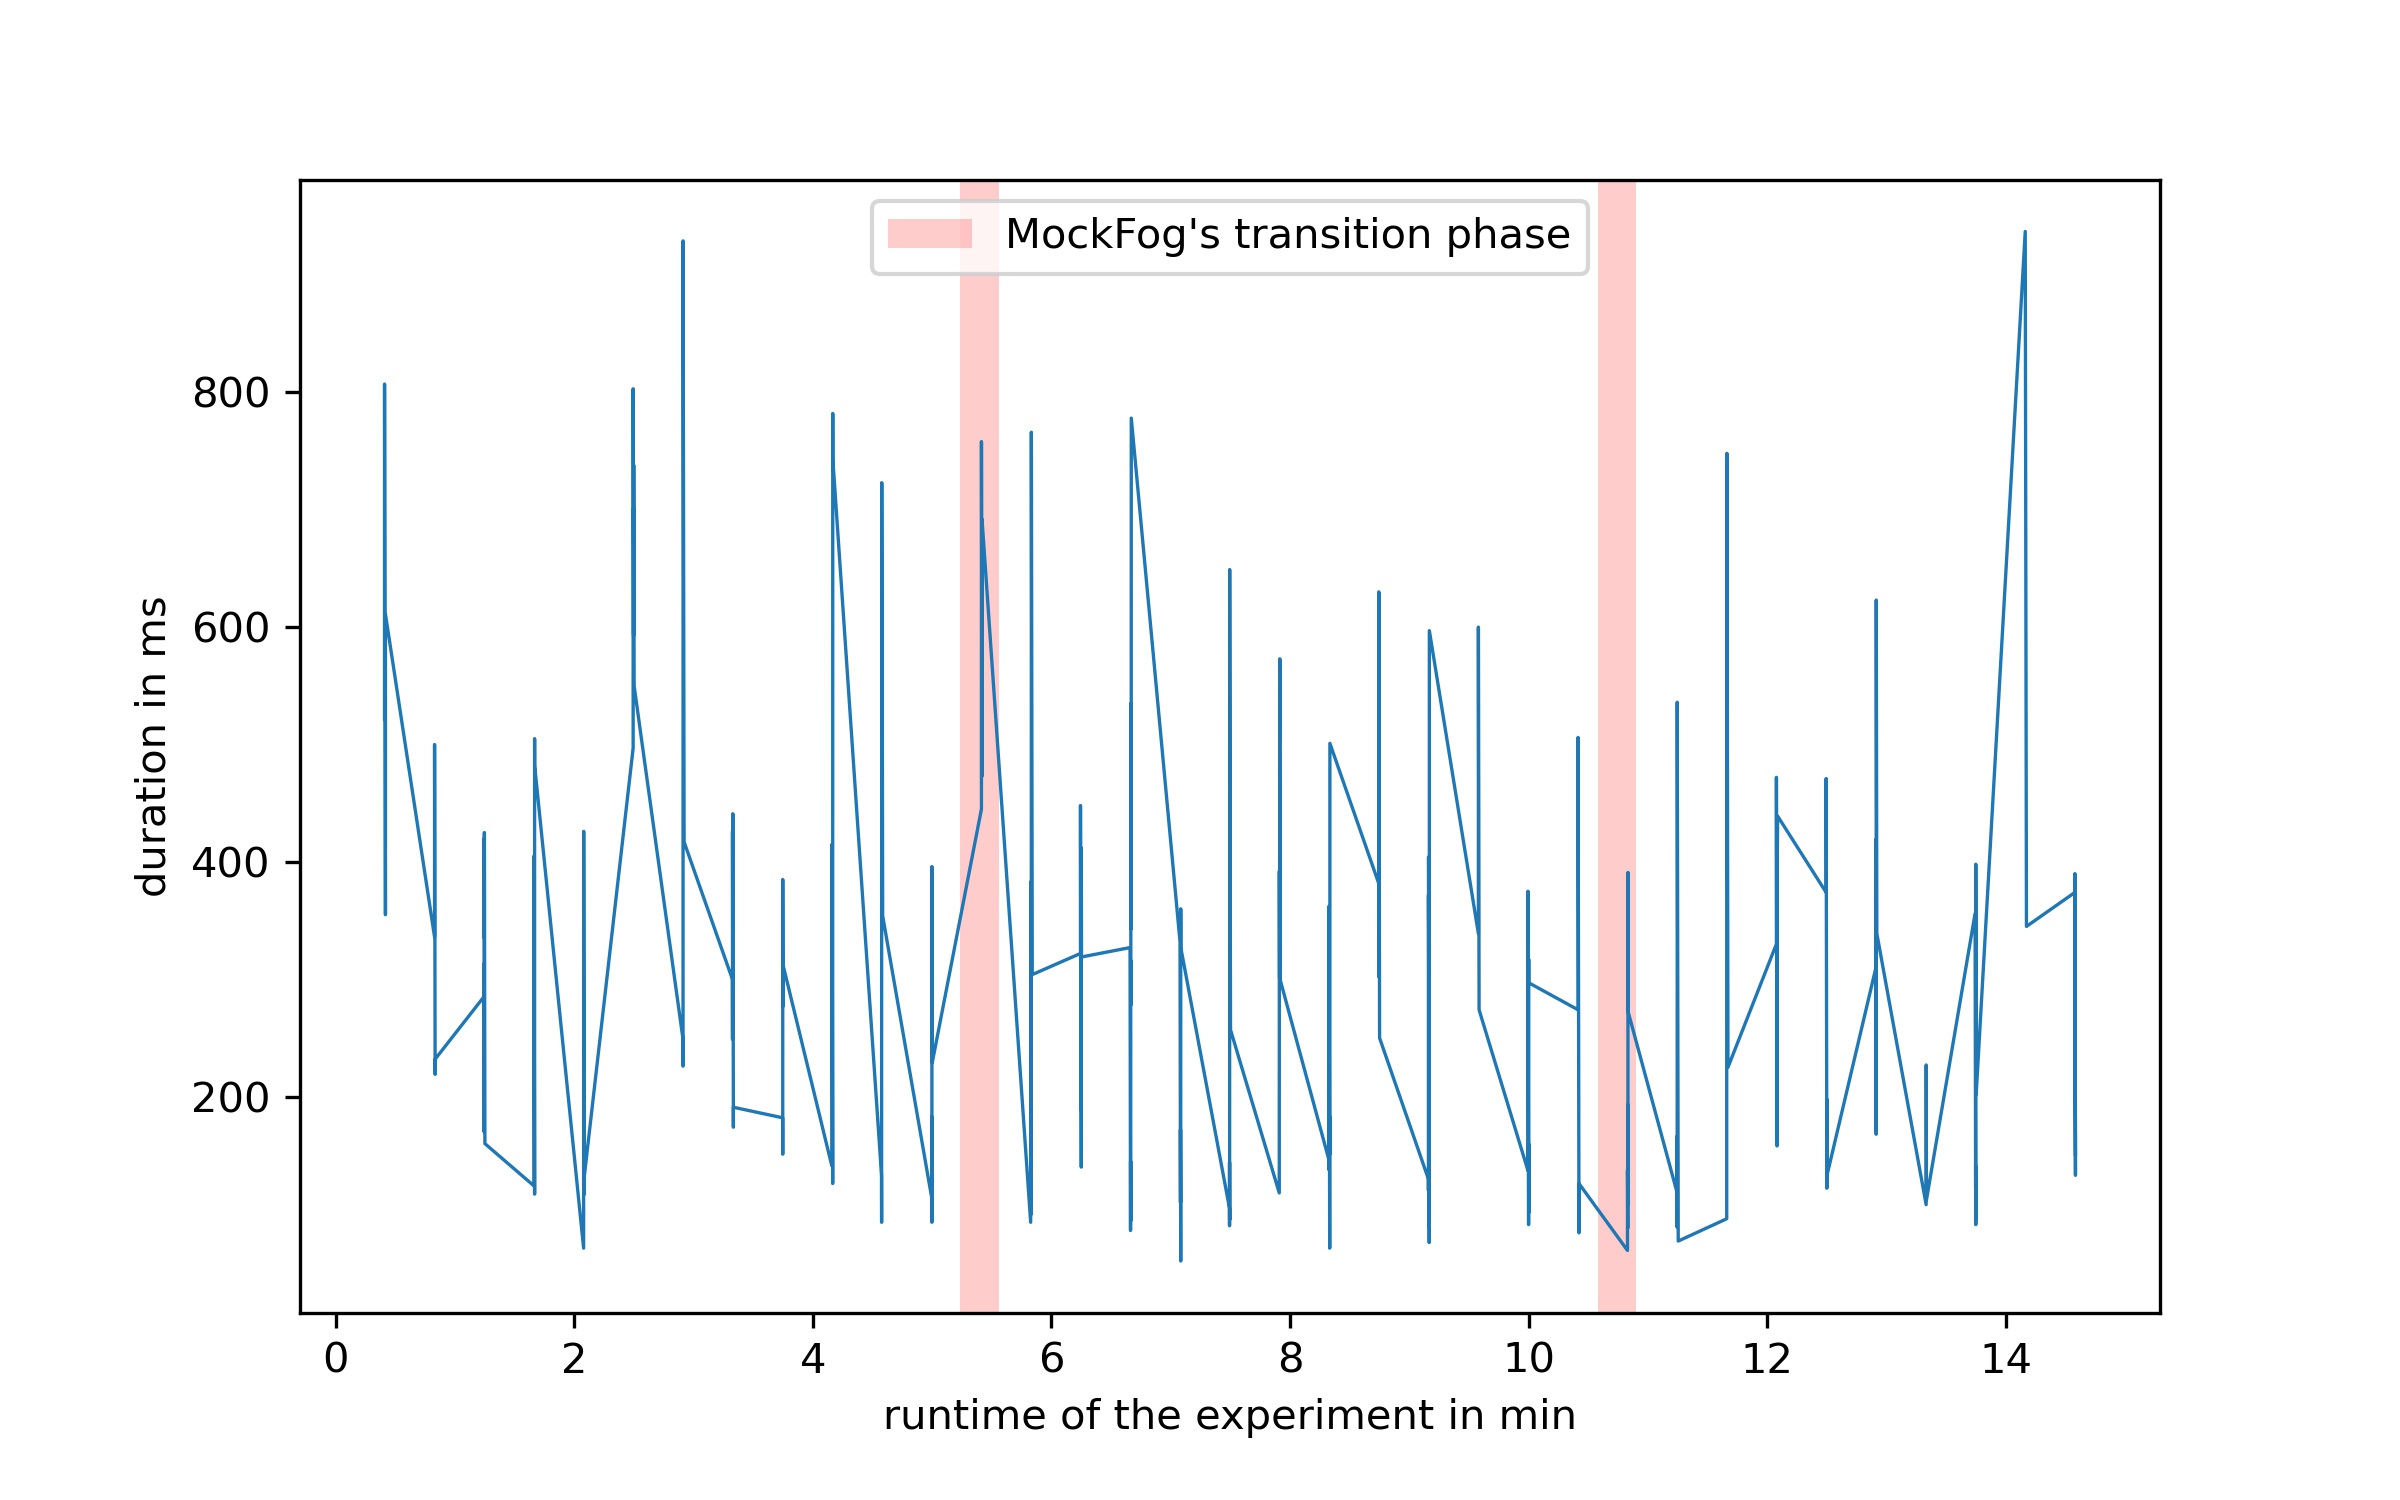 MockFog's transition phase
800
600
400
200
duration in ms
0 2 4 6 8 10 12 14
runtime of the experiment in min